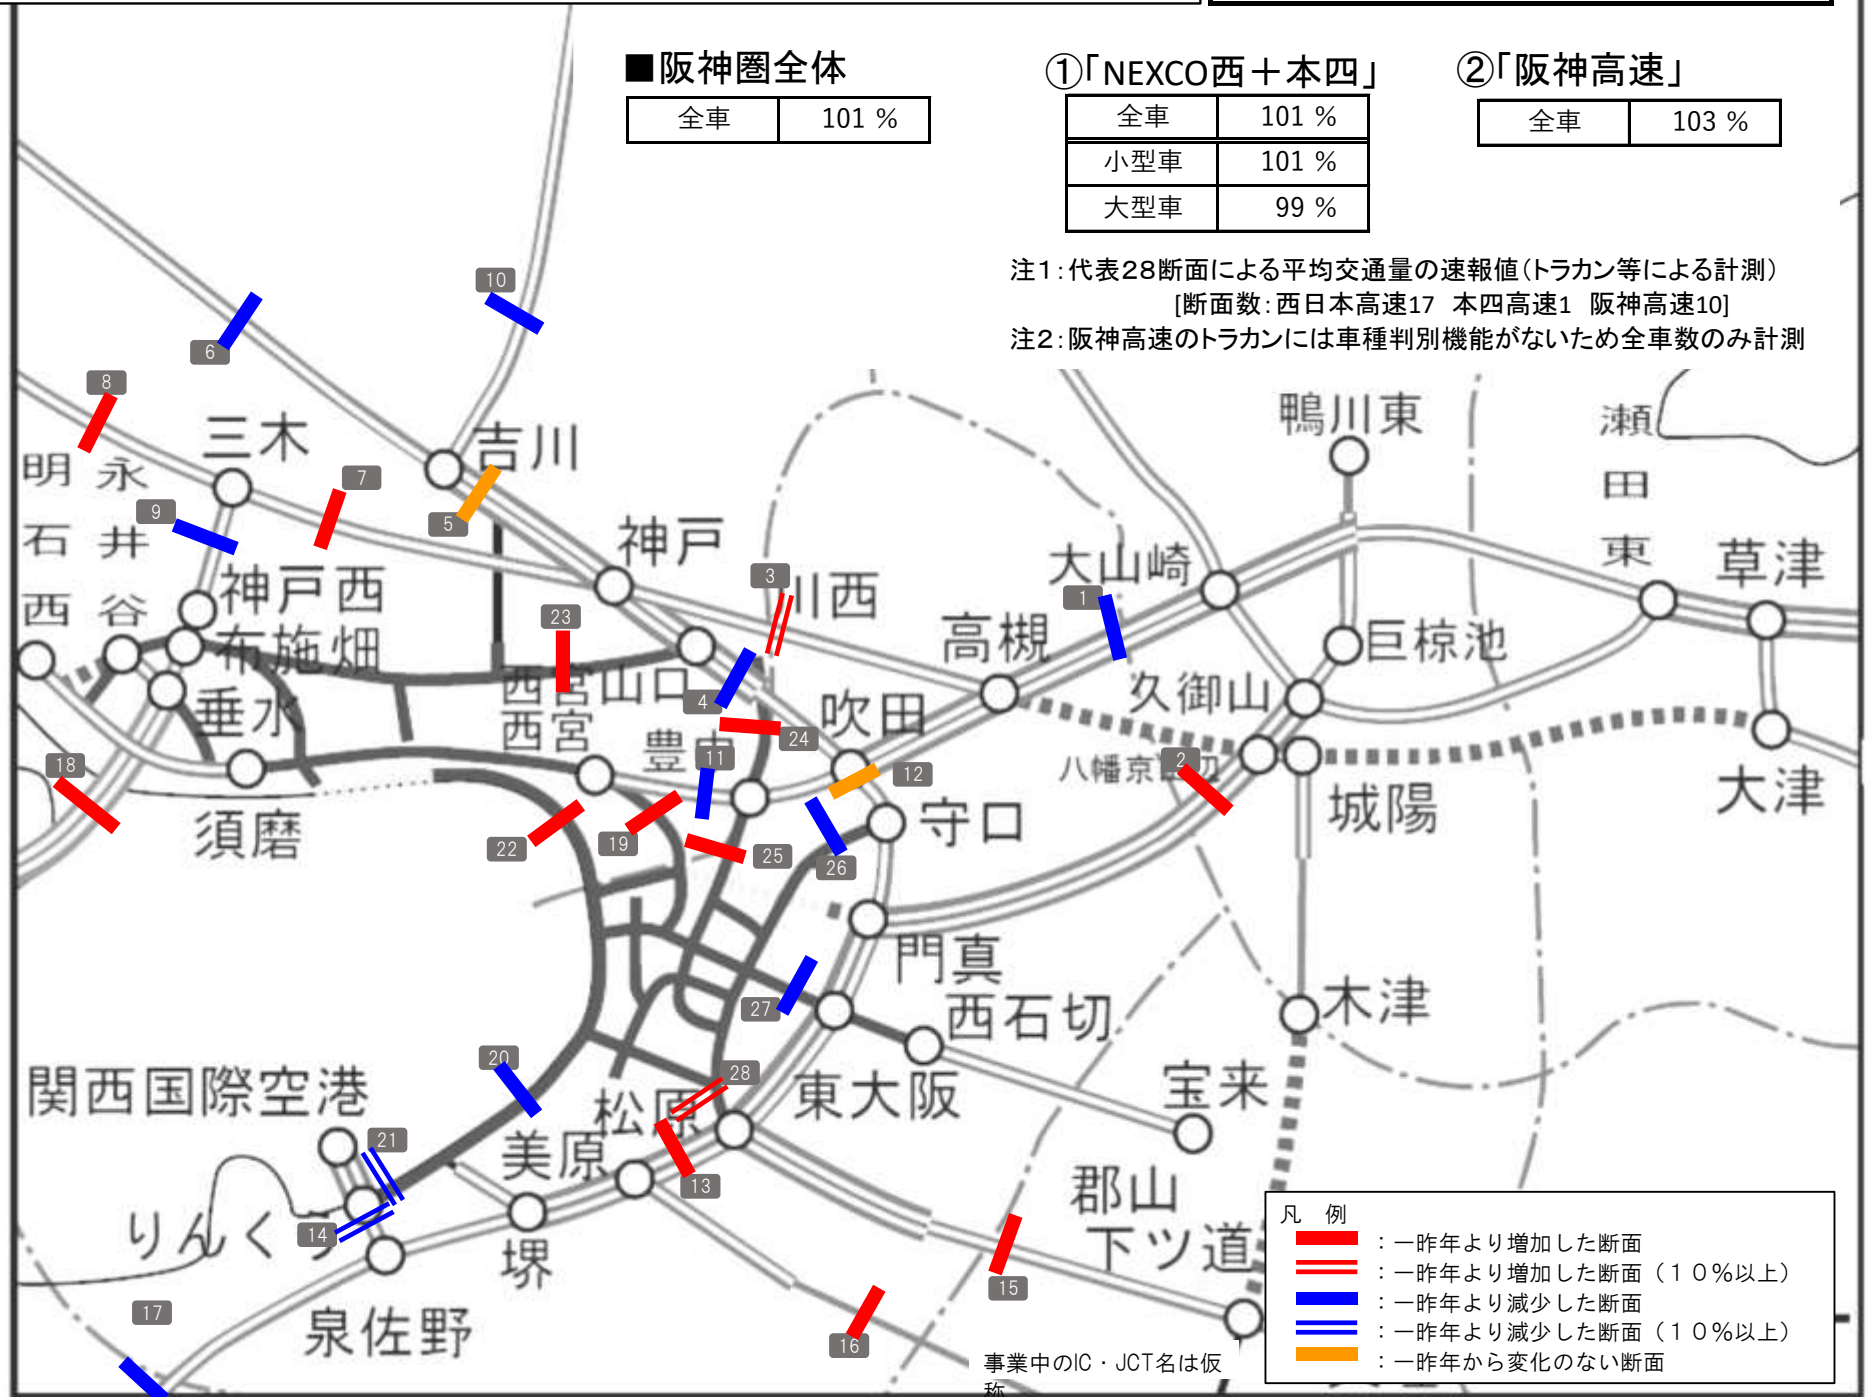 ■阪神圏全体
全車 101 %
①「NEXCO西＋本四」
全車 101 %
小型車 101 %
大型車 99 %
②「阪神高速」
全車 103 %
注１：代表２８断面による平均交通量の速報値（トラカン等による計測）
[断面数：西日本高速17　本四高速1　阪神高速10]
注２：阪神高速のトラカンには車種判別機能がないため全車数のみ計測
10
6
8
三木
吉川
鴨川東
瀬田東
明石西
永井谷
7
9
5
神戸
大山崎
草津
3
川西
1
神戸西
23
高槻
巨椋池
布施畑
西宮山口
4
久御山
垂水
西宮
吹田
24
豊中
11
12
八幡京田辺
2
18
大津
城陽
須磨
22
19
25
26
守口
門真
27
西石切
木津
20
関西国際空港
28
松原
東大阪
宝来
21
美原
13
郡山
りんくう
14
下ツ道
堺
15
17
泉佐野
16
事業中のIC・JCT名は仮
称
凡　例
：一昨年より増加した断面
：一昨年より増加した断面（１０％以上）
：一昨年より減少した断面
：一昨年より減少した断面（１０％以上）
：一昨年から変化のない断面